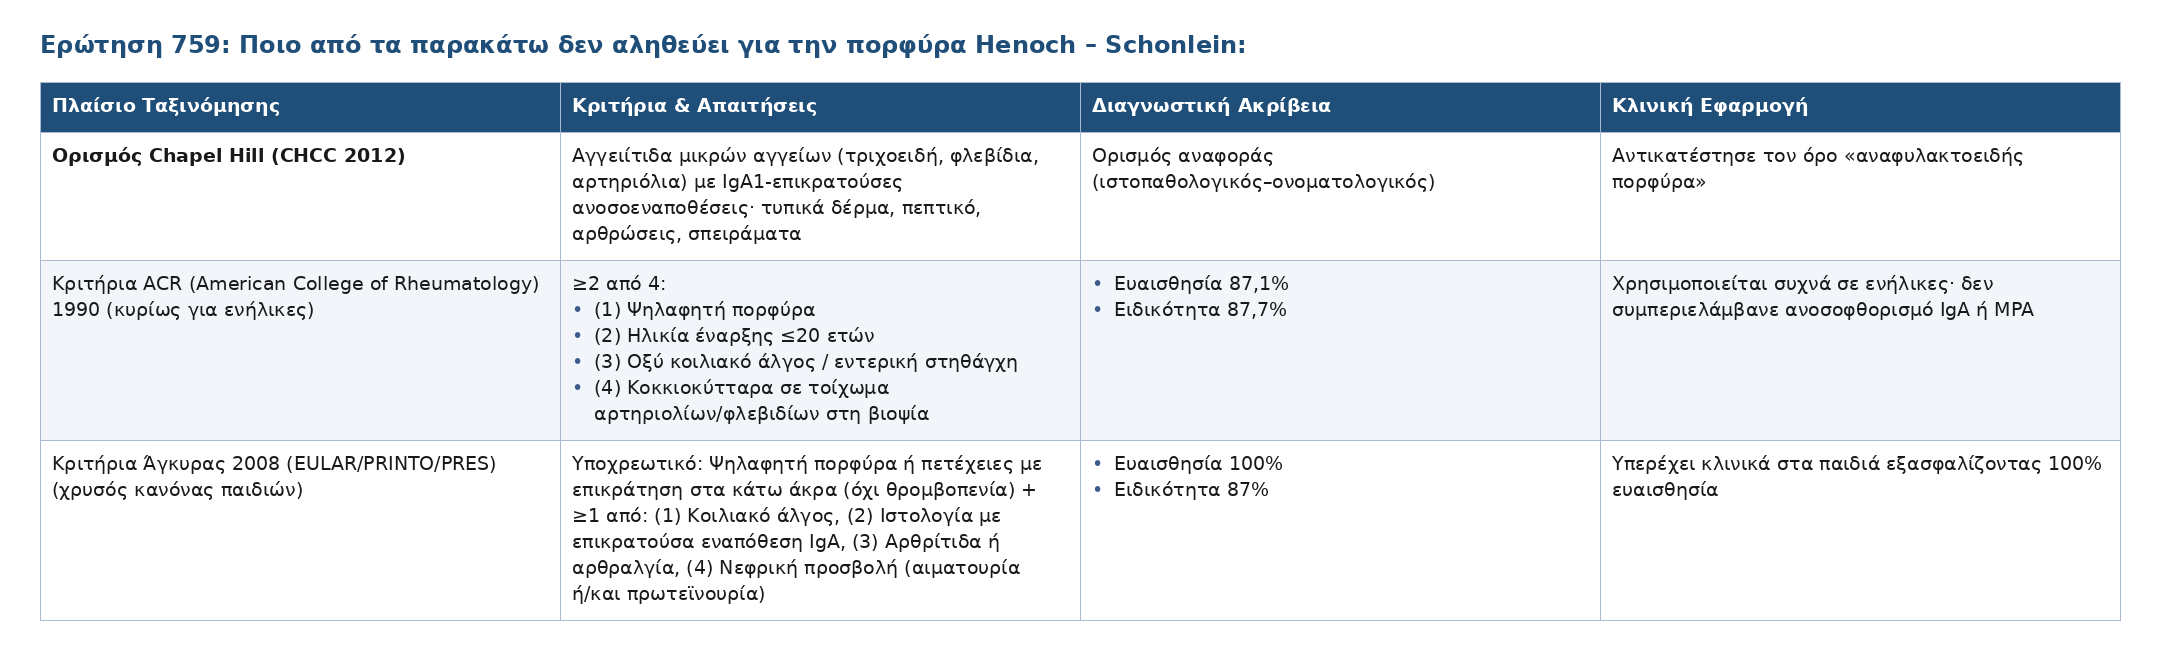 Ερώτηση 759: Ποιο από τα παρακάτω δεν αληθεύει για την πορφύρα Henoch – Schonlein:
Πλαίσιο Ταξινόμησης
Κριτήρια & Απαιτήσεις
Διαγνωστική Ακρίβεια
Κλινική Εφαρμογή
Ορισμός Chapel Hill (CHCC 2012)
Αγγειίτιδα μικρών αγγείων (τριχοειδή, φλεβίδια,
αρτηριόλια) με IgA1-επικρατούσες
ανοσοεναποθέσεις· τυπικά δέρμα, πεπτικό,
αρθρώσεις, σπειράματα
Ορισμός αναφοράς
(ιστοπαθολογικός–ονοματολογικός)
Αντικατέστησε τον όρο «αναφυλακτοειδής
πορφύρα»
Κριτήρια ACR (American College of Rheumatology)
1990 (κυρίως για ενήλικες)
≥2 από 4:
• (1) Ψηλαφητή πορφύρα
• (2) Ηλικία έναρξης ≤20 ετών
• (3) Οξύ κοιλιακό άλγος / εντερική στηθάγχη
• (4) Κοκκιοκύτταρα σε τοίχωμα
αρτηριολίων/φλεβιδίων στη βιοψία
• Ευαισθησία 87,1%
• Ειδικότητα 87,7%
Χρησιμοποιείται συχνά σε ενήλικες· δεν
συμπεριελάμβανε ανοσοφθορισμό IgA ή MPA
Κριτήρια Άγκυρας 2008 (EULAR/PRINTO/PRES)
(χρυσός κανόνας παιδιών)
Υποχρεωτικό: Ψηλαφητή πορφύρα ή πετέχειες με
επικράτηση στα κάτω άκρα (όχι θρομβοπενία) +
≥1 από: (1) Κοιλιακό άλγος, (2) Ιστολογία με
επικρατούσα εναπόθεση IgA, (3) Αρθρίτιδα ή
αρθραλγία, (4) Νεφρική προσβολή (αιματουρία
ή/και πρωτεϊνουρία)
• Ευαισθησία 100%
• Ειδικότητα 87%
Υπερέχει κλινικά στα παιδιά εξασφαλίζοντας 100%
ευαισθησία